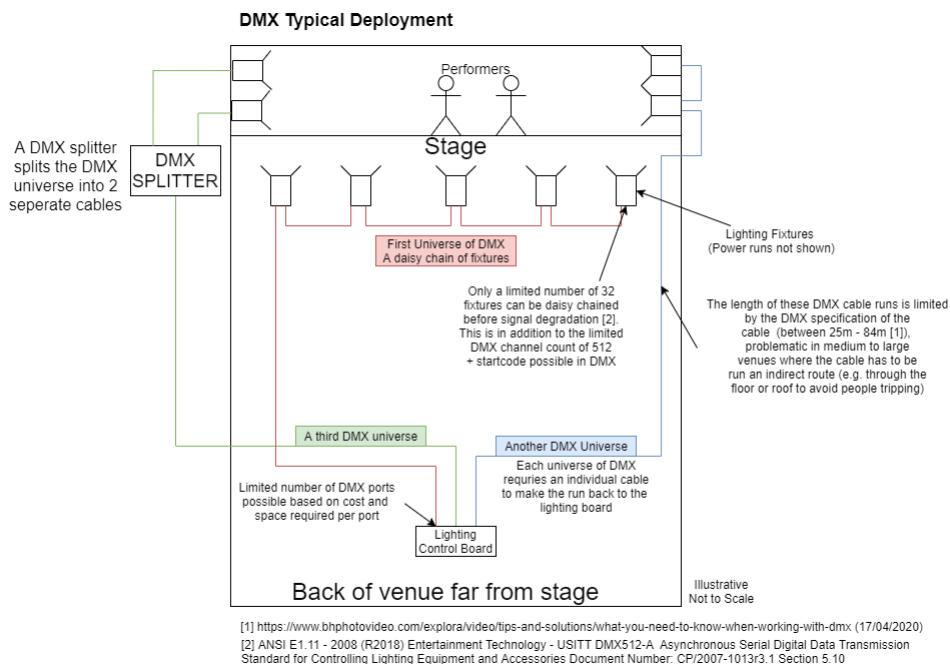 DMX Typical Deployment
Performers
Stage
A DMX splitter
splits the DMX
universe into 2
seperate cables
DMX
SPLITTER
First Universe of DMX
A daisy chain of fixtures
Lighting Fixtures
(Power runs not shown)
Only a limited number of 32
fixtures can be daisy chained
before signal degradation [2].
This is in addition to the limited
DMX channel count of 512
+ startcode possible in DMX
The length of these DMX cable runs is limited
by the DMX specification of the
cable (between 25m - 84m [1]),
problematic in medium to large
venues where the cable has to be
run an indirect route (e.g. through the
floor or roof to avoid people tripping)
A third DMX universe
Another DMX Universe
Each universe of DMX
requries an individual cable
to make the run back to the
lighting board
Limited number of DMX ports
possible based on cost and
space required per port
Lighting
Control Board
Back of venue far from stage
Illustrative
Not to Scale
[1] https://www.bhphotovideo.com/explora/video/tips-and-solutions/what-you-need-to-know-when-working-with-dmx (17/04/2020)
[2] ANSI E1.11 - 2008 (R2018) Entertainment Technology - USITT DMX512-A Asynchronous Serial Digital Data Transmission
Standard for Controlling Lighting Equipment and Accessories Document Number: CP/2007-1013r3.1 Section 5.10